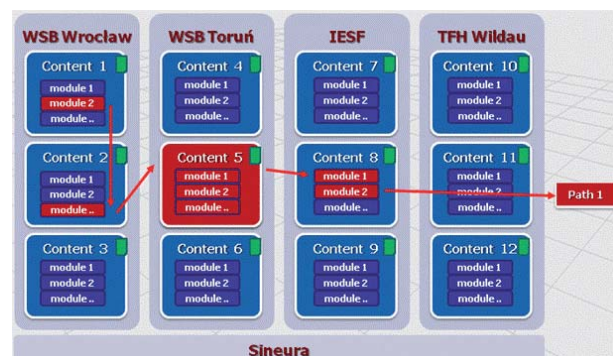 WSB Wrocław
WSB Toruń
IESF
TFH Wildau
Content 1
module 1
module 2
module ..
Content 4
module 1
module 2
module ..
Content 7
module 1
module 2
module ..
Content 10
module 1
module 2
module ..
Content 2
module 1
module 2
module ..
Content 5
module 1
module 2
module ..
Content 8
module 1
module 2
module ..
Content 11
module 1
module 2
module ..
Path 1
Content 3
module 1
module 2
module ..
Content 6
module 1
module 2
module ..
Content 9
module 1
module 2
module ..
Content 12
module 1
module 2
module ..
Sineura